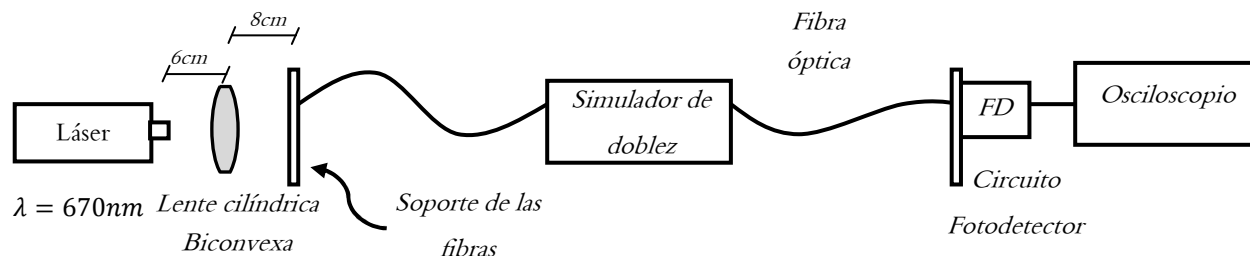 8cm
6cm
Láser
λ = 670nm
Lente cilíndrica
Biconvexa
Soporte de las
fibras
Simulador de
doblez
Fibra
óptica
FD
Circuito
Fotodetector
Osciloscopio